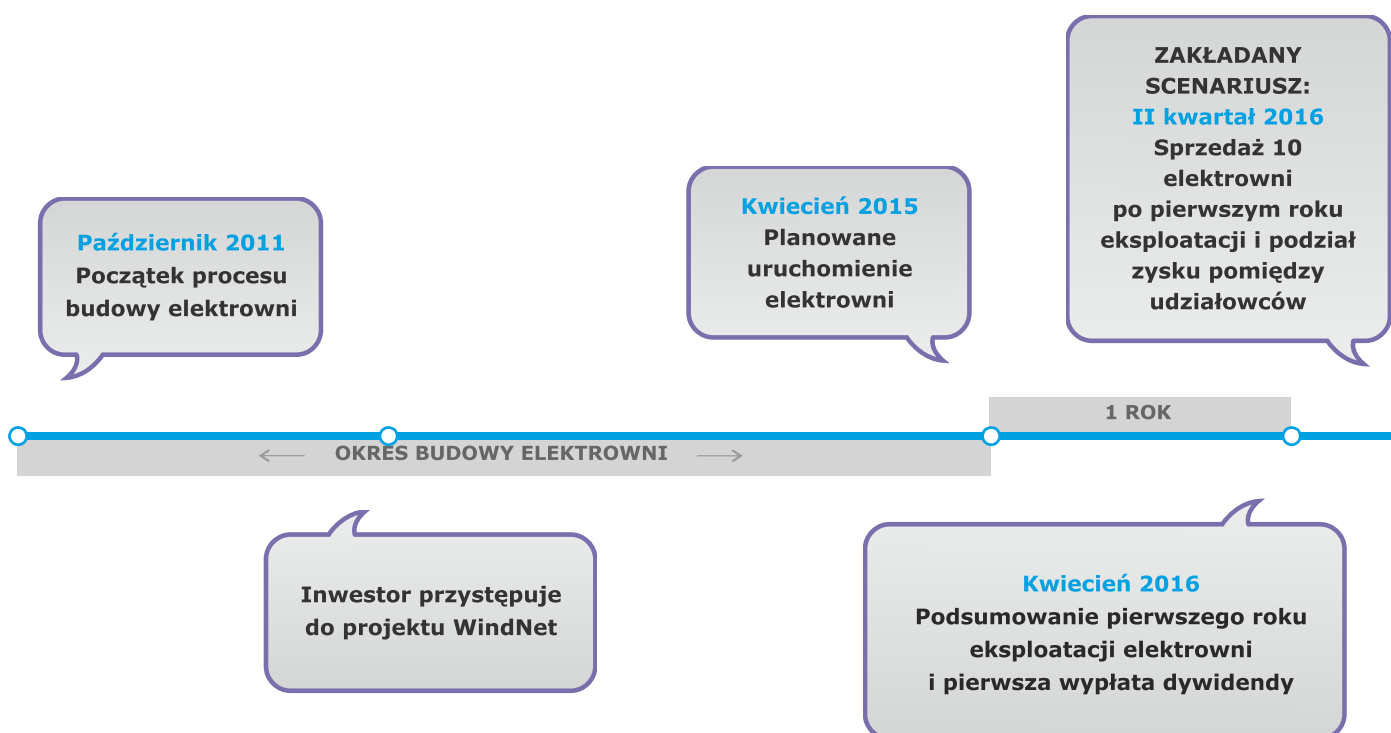 ZAKŁADANY
SCENARIUSZ:
II kwartał 2016
Sprzedaż 10
elektrowni
po pierwszym roku
eksploatacji i podział
zysku pomiędzy
udziałowców
Kwiecień 2015
Planowane
uruchomienie
elektrowni
Październik 2011
Początek procesu
budowy elektrowni
1 ROK
OKRES BUDOWY ELEKTROWNI
Inwestor przystępuje
do projektu WindNet
Kwiecień 2016
Podsumowanie pierwszego roku
eksploatacji elektrowni
i pierwsza wypłata dywidendy